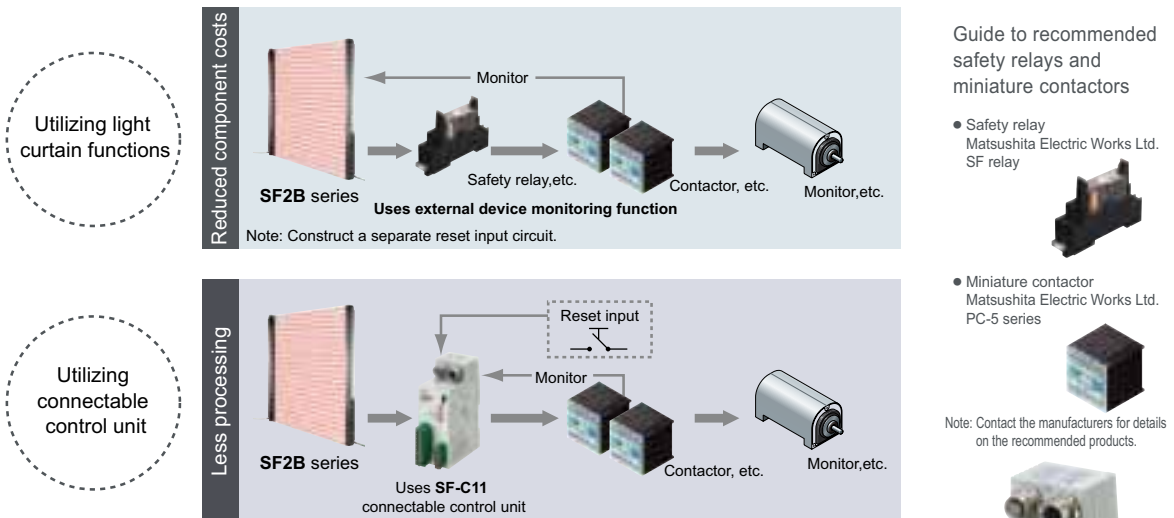 Utilizing light
curtain functions
Reduced component costs
Monitor
SF2B series
Safety relay,etc.
Contactor, etc.
Monitor,etc.
Uses external device monitoring function
Note: Construct a separate reset input circuit.
Utilizing
connectable
control unit
Less processing
Reset input
Monitor
SF2B series
Contactor, etc.
Monitor,etc.
Uses SF-C11
connectable control unit
Guide to recommended
safety relays and
miniature contactors
● Safety relay
Matsushita Electric Works Ltd.
SF relay
● Miniature contactor
Matsushita Electric Works Ltd.
PC-5 series
Note: Contact the manufacturers for details
on the recommended products.